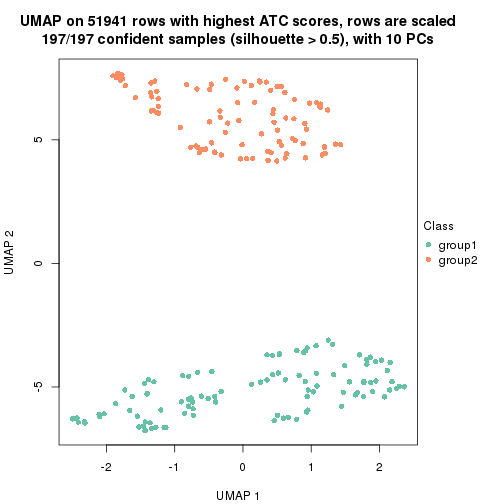 UMAP on 51941 rows with highest ATC scores, rows are scaled
197/197 confident samples (silhouette > 0.5), with 10 PCs
5
0
-5
UMAP 2
-2
-1
0
1
2
UMAP 1
Class
group1
group2